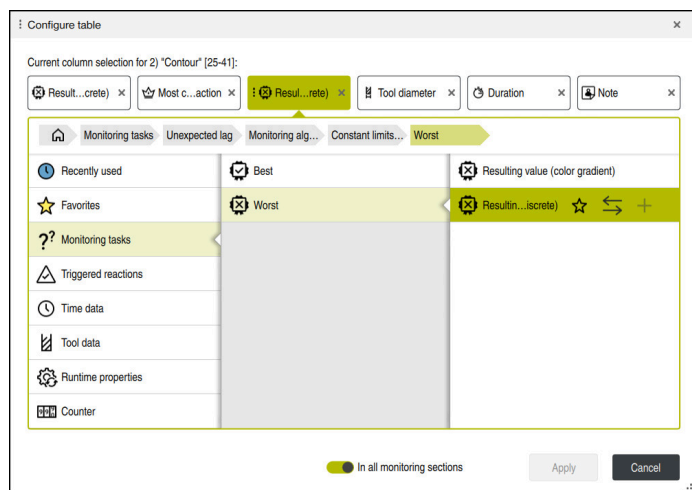 Configure table
Current column selection for 2) "Contour" [25-41]:
Result…crete) Most c…action Resul…rete) Tool diameter Duration Note
Monitoring tasks Unexpected lag Monitoring alg… Constant limits… Worst
Recently used Best Resulting value (color gradient)
Favorites Worst Resultin…iscrete)
?? Monitoring tasks
Triggered reactions
Time data
Tool data
Runtime properties
Counter
In all monitoring sections Apply Cancel